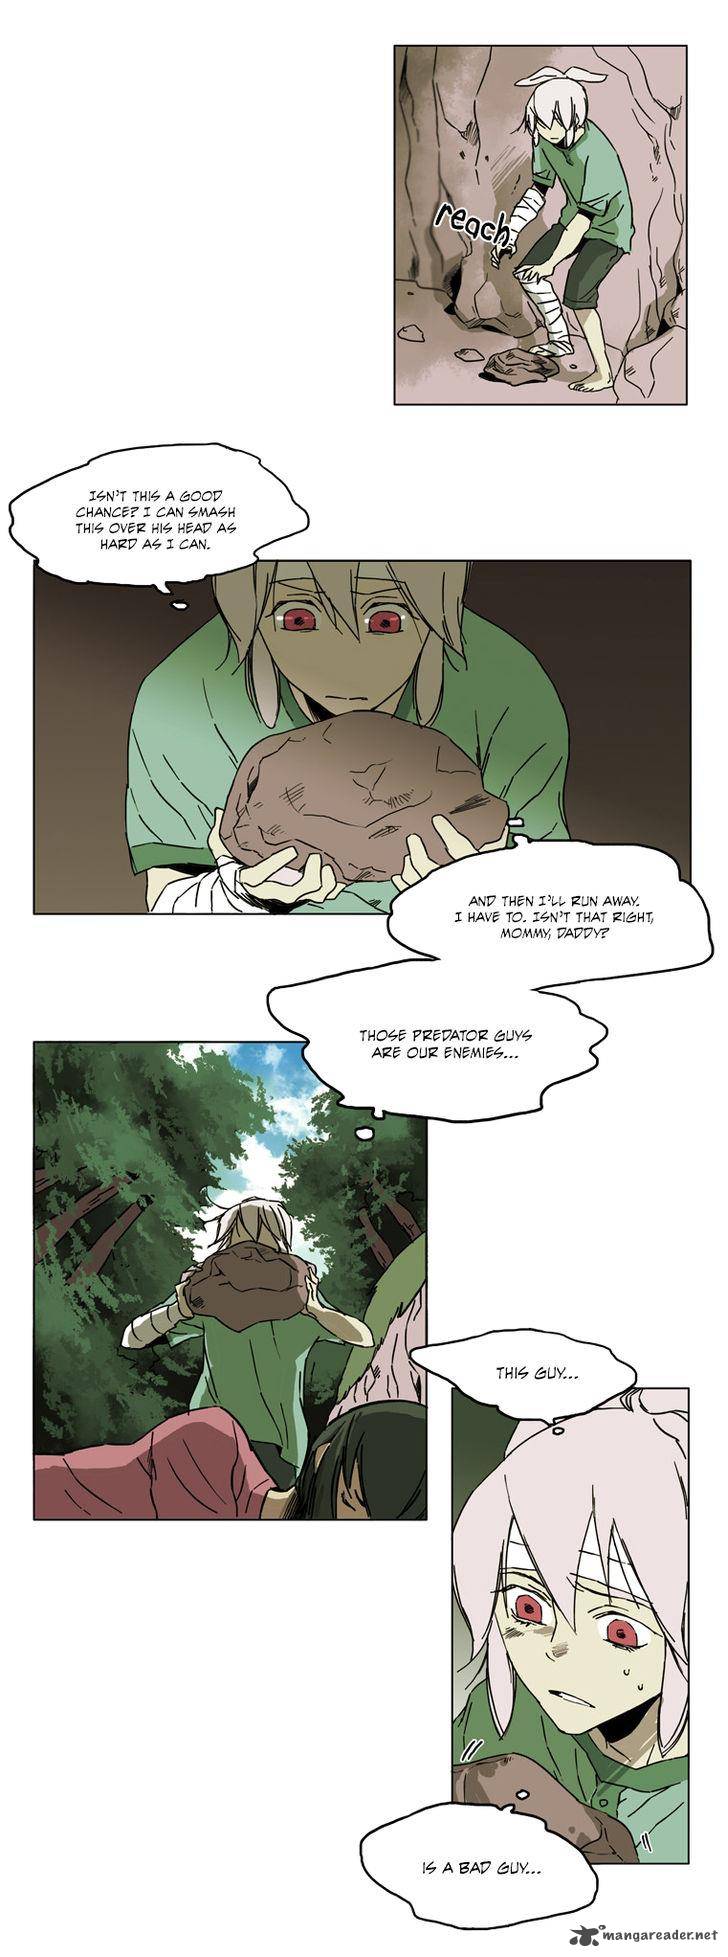 reach
ISN'T THIS A GOOD
CHANCE? I CAN SMASH
THIS OVER HIS HEAD AS
HARD AS I CAN.
AND THEN I'LL RUN AWAY.
I HAVE TO. ISN'T THAT RIGHT,
MOMMY, DADDY?
THOSE PREDATOR GUYS
ARE OUR ENEMIES...
THIS GUY...
IS A BAD GUY...
mangareader.net